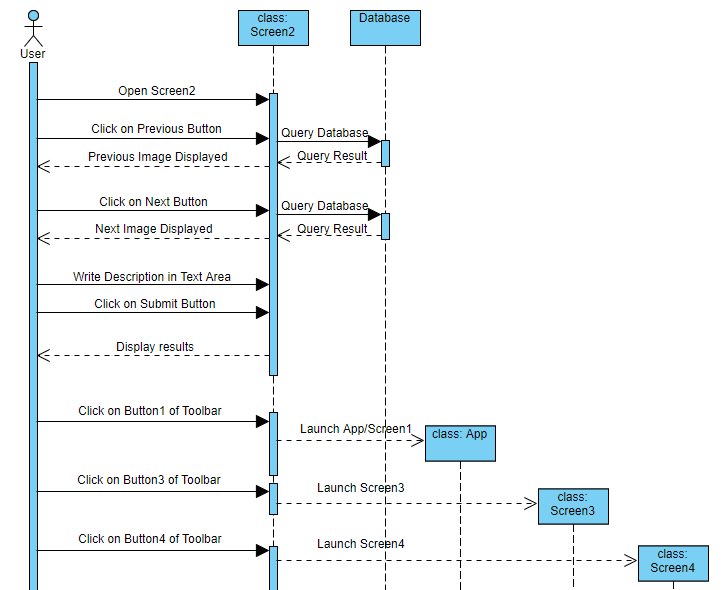 class:
Screen2
Database
User
Open Screen2
Click on Previous Button
Query Database
Previous Image Displayed
Query Result
Click on Next Button
Query Database
Next Image Displayed
Query Result
Write Description in Text Area
Click on Submit Button
Display results
Click on Button1 of Toolbar
Launch App/Screen1
class: App
Click on Button3 of Toolbar
Launch Screen3
class:
Screen3
Click on Button4 of Toolbar
Launch Screen4
class:
Screen4